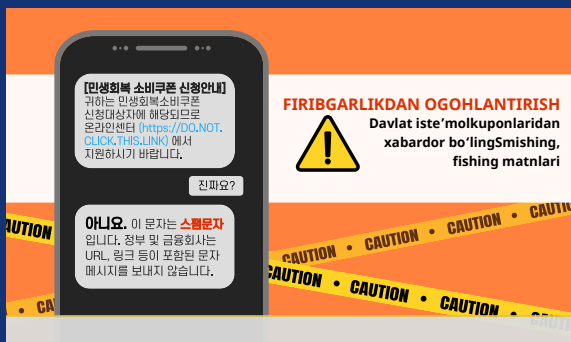 [민생회복 소비쿠폰 신청안내]
귀하는 민생회복소비쿠폰
신청대상자에 해당되므로
온라인센터 (https://DO.NOT.
CLICK.THIS.LINK) 에서
지원하시기 바랍니다.
진짜요?
아니요. 이 문자는 스팸문자
입니다. 정부 및 금융회사는
URL, 링크 등이 포함된 문자
메시지를 보내지 않습니다.
FIRIBGARLIKDAN OGOHLANTIRISH
Davlat iste’molkuponlaridan
xabardor bo‘lingSmishing,
fishing matnlari
AUTION
CA
CAUTION • CAUTION • CAUTION • CAUTI
CAUTION • CAUTION • CAUTION •